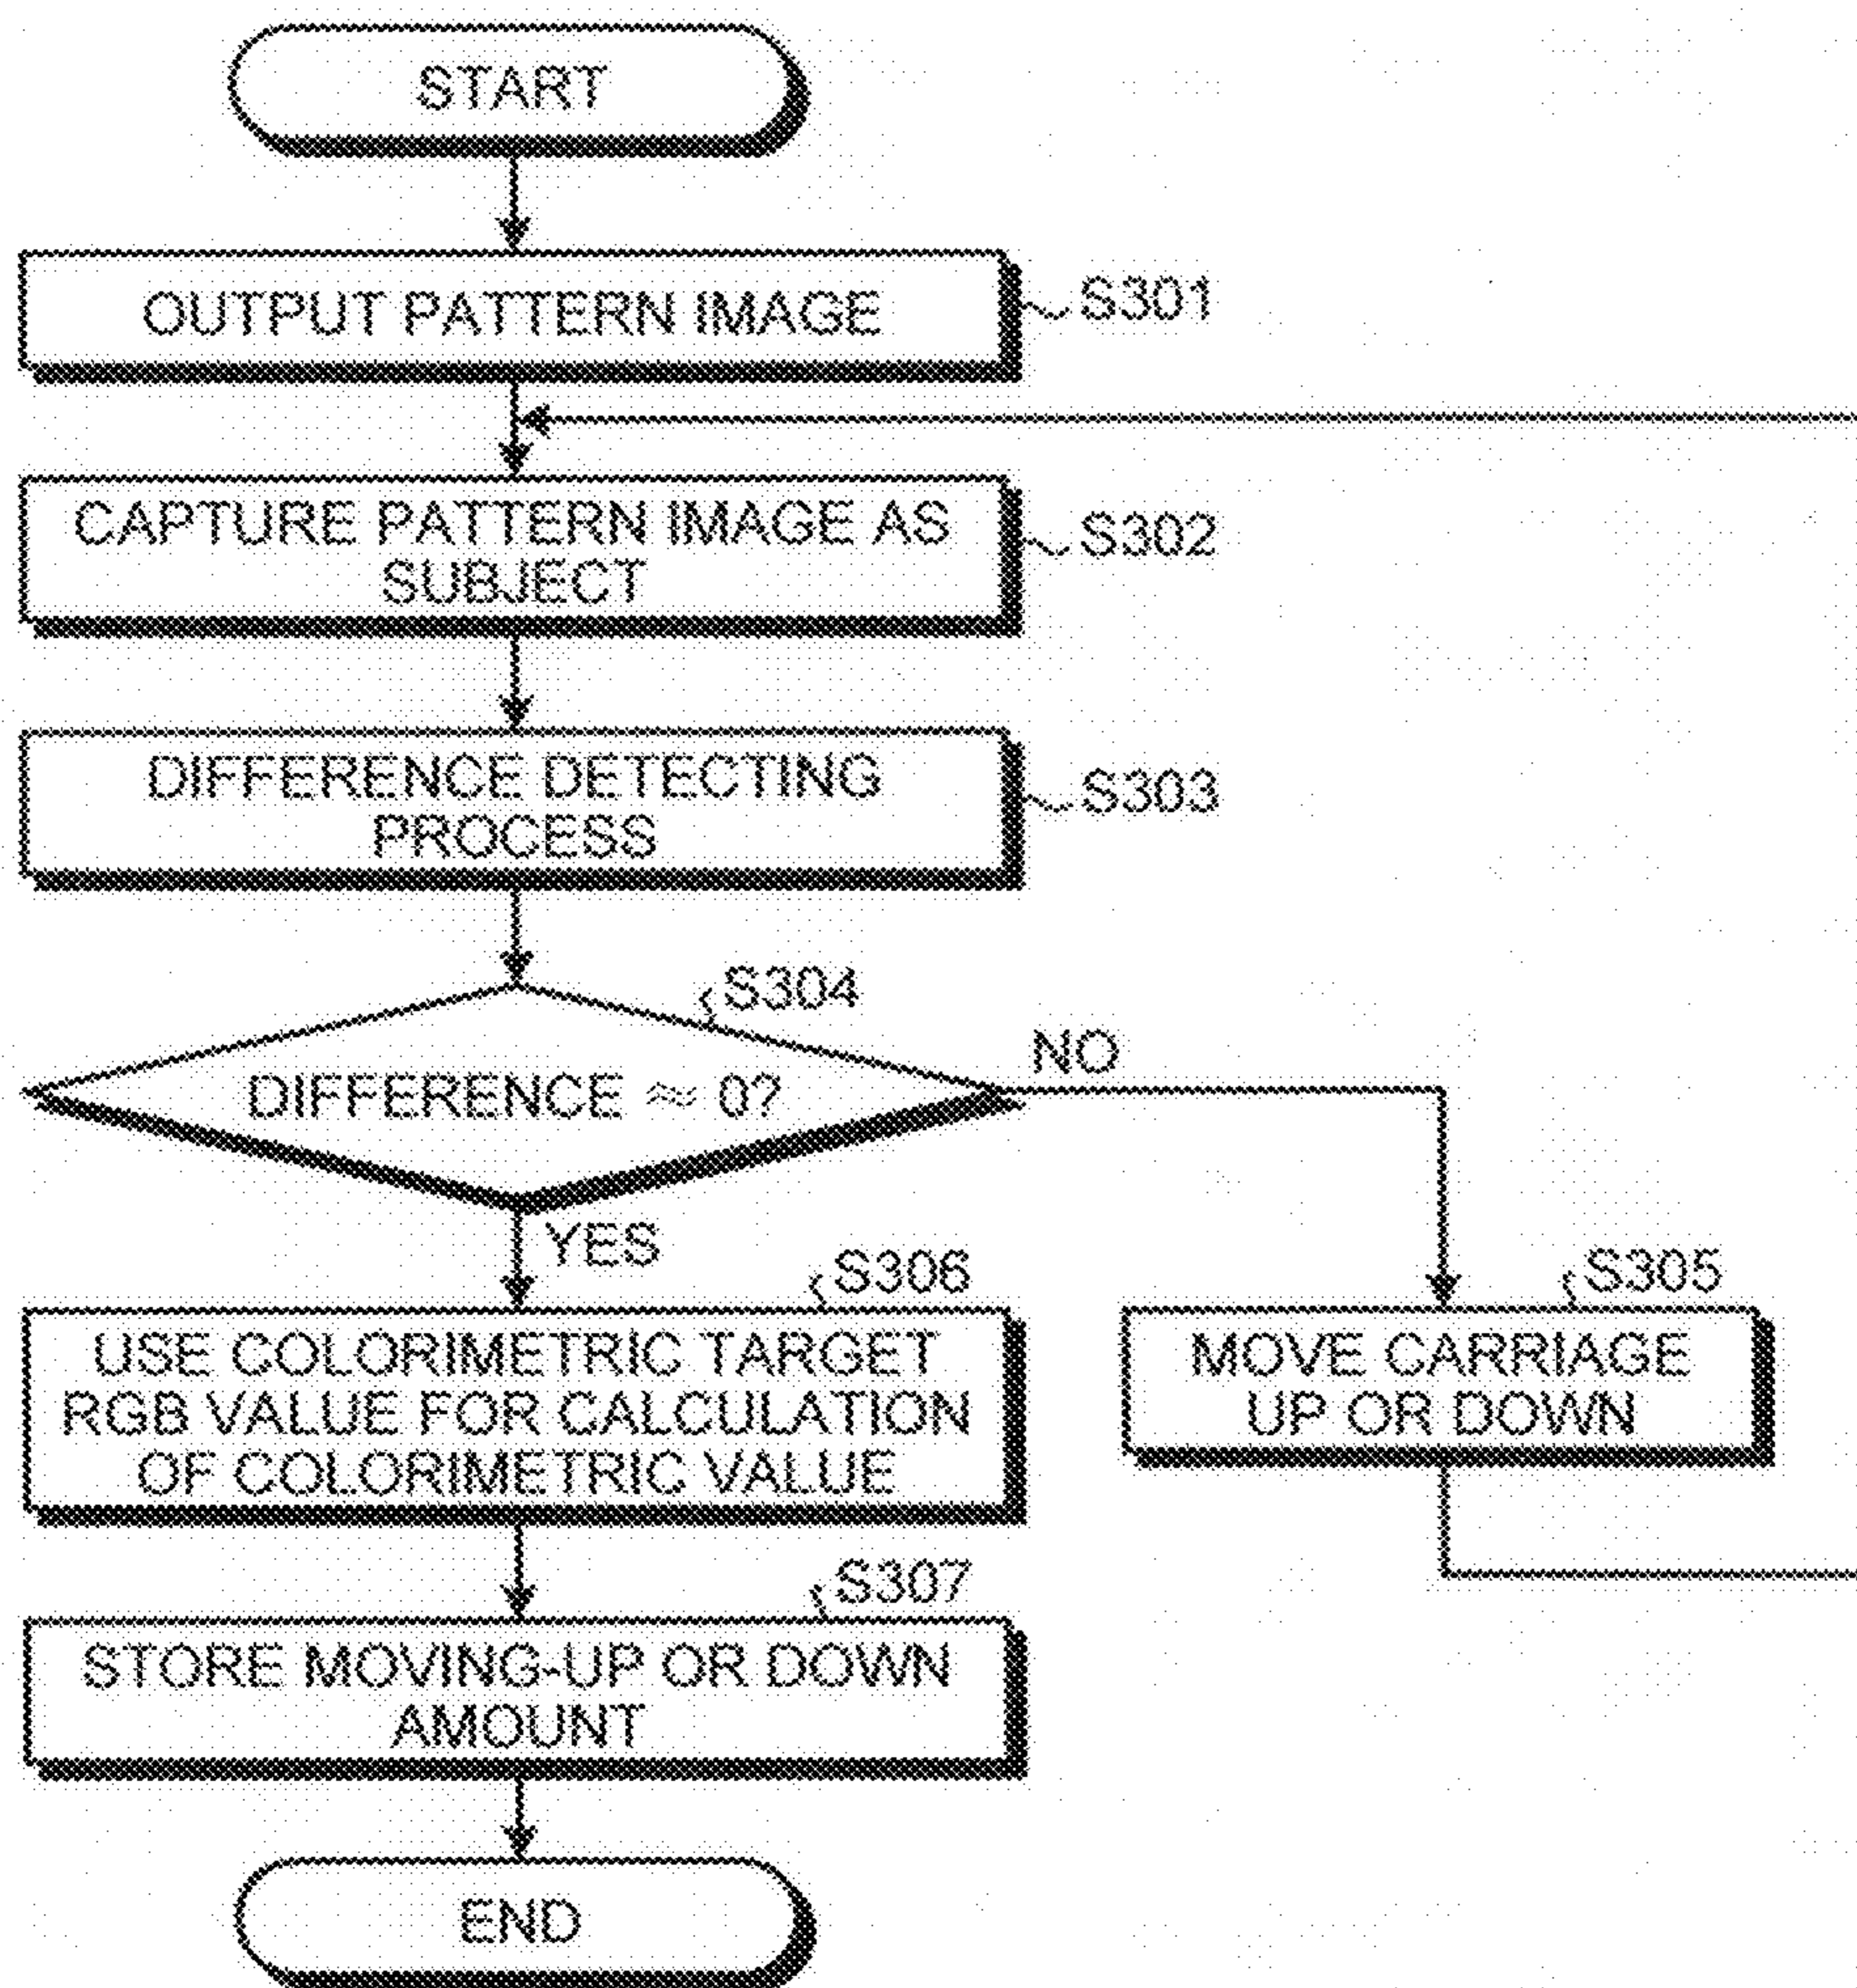 START
OUTPUT PATTERN IMAGE
S301
CAPTURE PATTERN IMAGE AS
SUBJECT
S302
DIFFERENCE DETECTING
PROCESS
S303
S304
DIFFERENCE ≈ 0?
NO
YES
S306
USE COLORIMETRIC TARGET
RGB VALUE FOR CALCULATION
OF COLORIMETRIC VALUE
S305
MOVE CARRIAGE
UP OR DOWN
S307
STORE MOVING-UP OR DOWN
AMOUNT
END